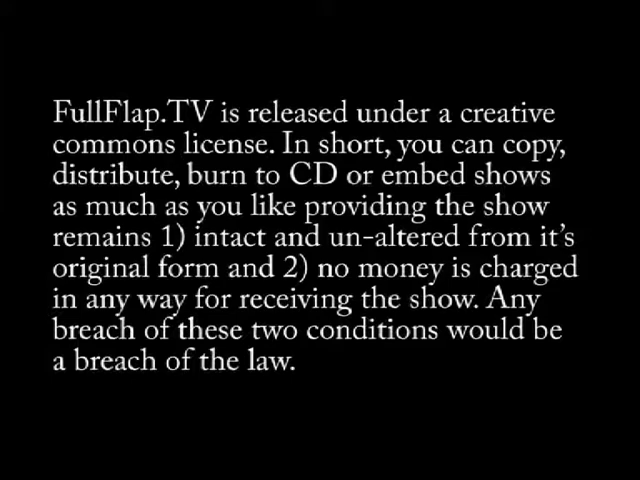 FullFlap.TV is released under a creative
commons license. In short, you can copy,
distribute, burn to CD or embed shows
as much as you like providing the show
remains 1) intact and un-altered from it's
original form and 2) no money is charged
in any way for receiving the show. Any
breach of these two conditions would be
a breach of the law.